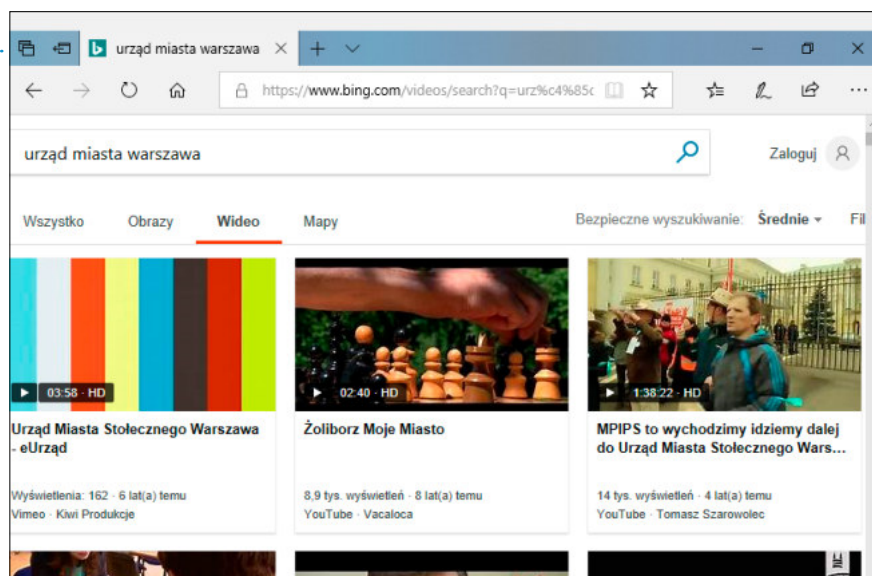 urząd miasta warszawa
https://www.bing.com/videos/search?q=urz%c4%85c
urząd miasta warszawa
Zaloguj
Wszystko Obrazy Wideo Mapy Bezpieczne wyszukiwanie: Średnie Fil
03:58 · HD
Urząd Miasta Stołecznego Warszawa
- eUrząd
Wyświetlenia: 162 · 6 lat(a) temu
Vimeo · Kiwi Produkcje
02:40 · HD
Żoliborz Moje Miasto
8,9 tys. wyświetleń · 8 lat(a) temu
YouTube · Vacaloca
1:38:22 · HD
MPIPS to wychodzimy idziemy dalej
do Urząd Miasta Stołecznego Wars...
14 tys. wyświetleń · 4 lat(a) temu
YouTube · Tomasz Szarowolec